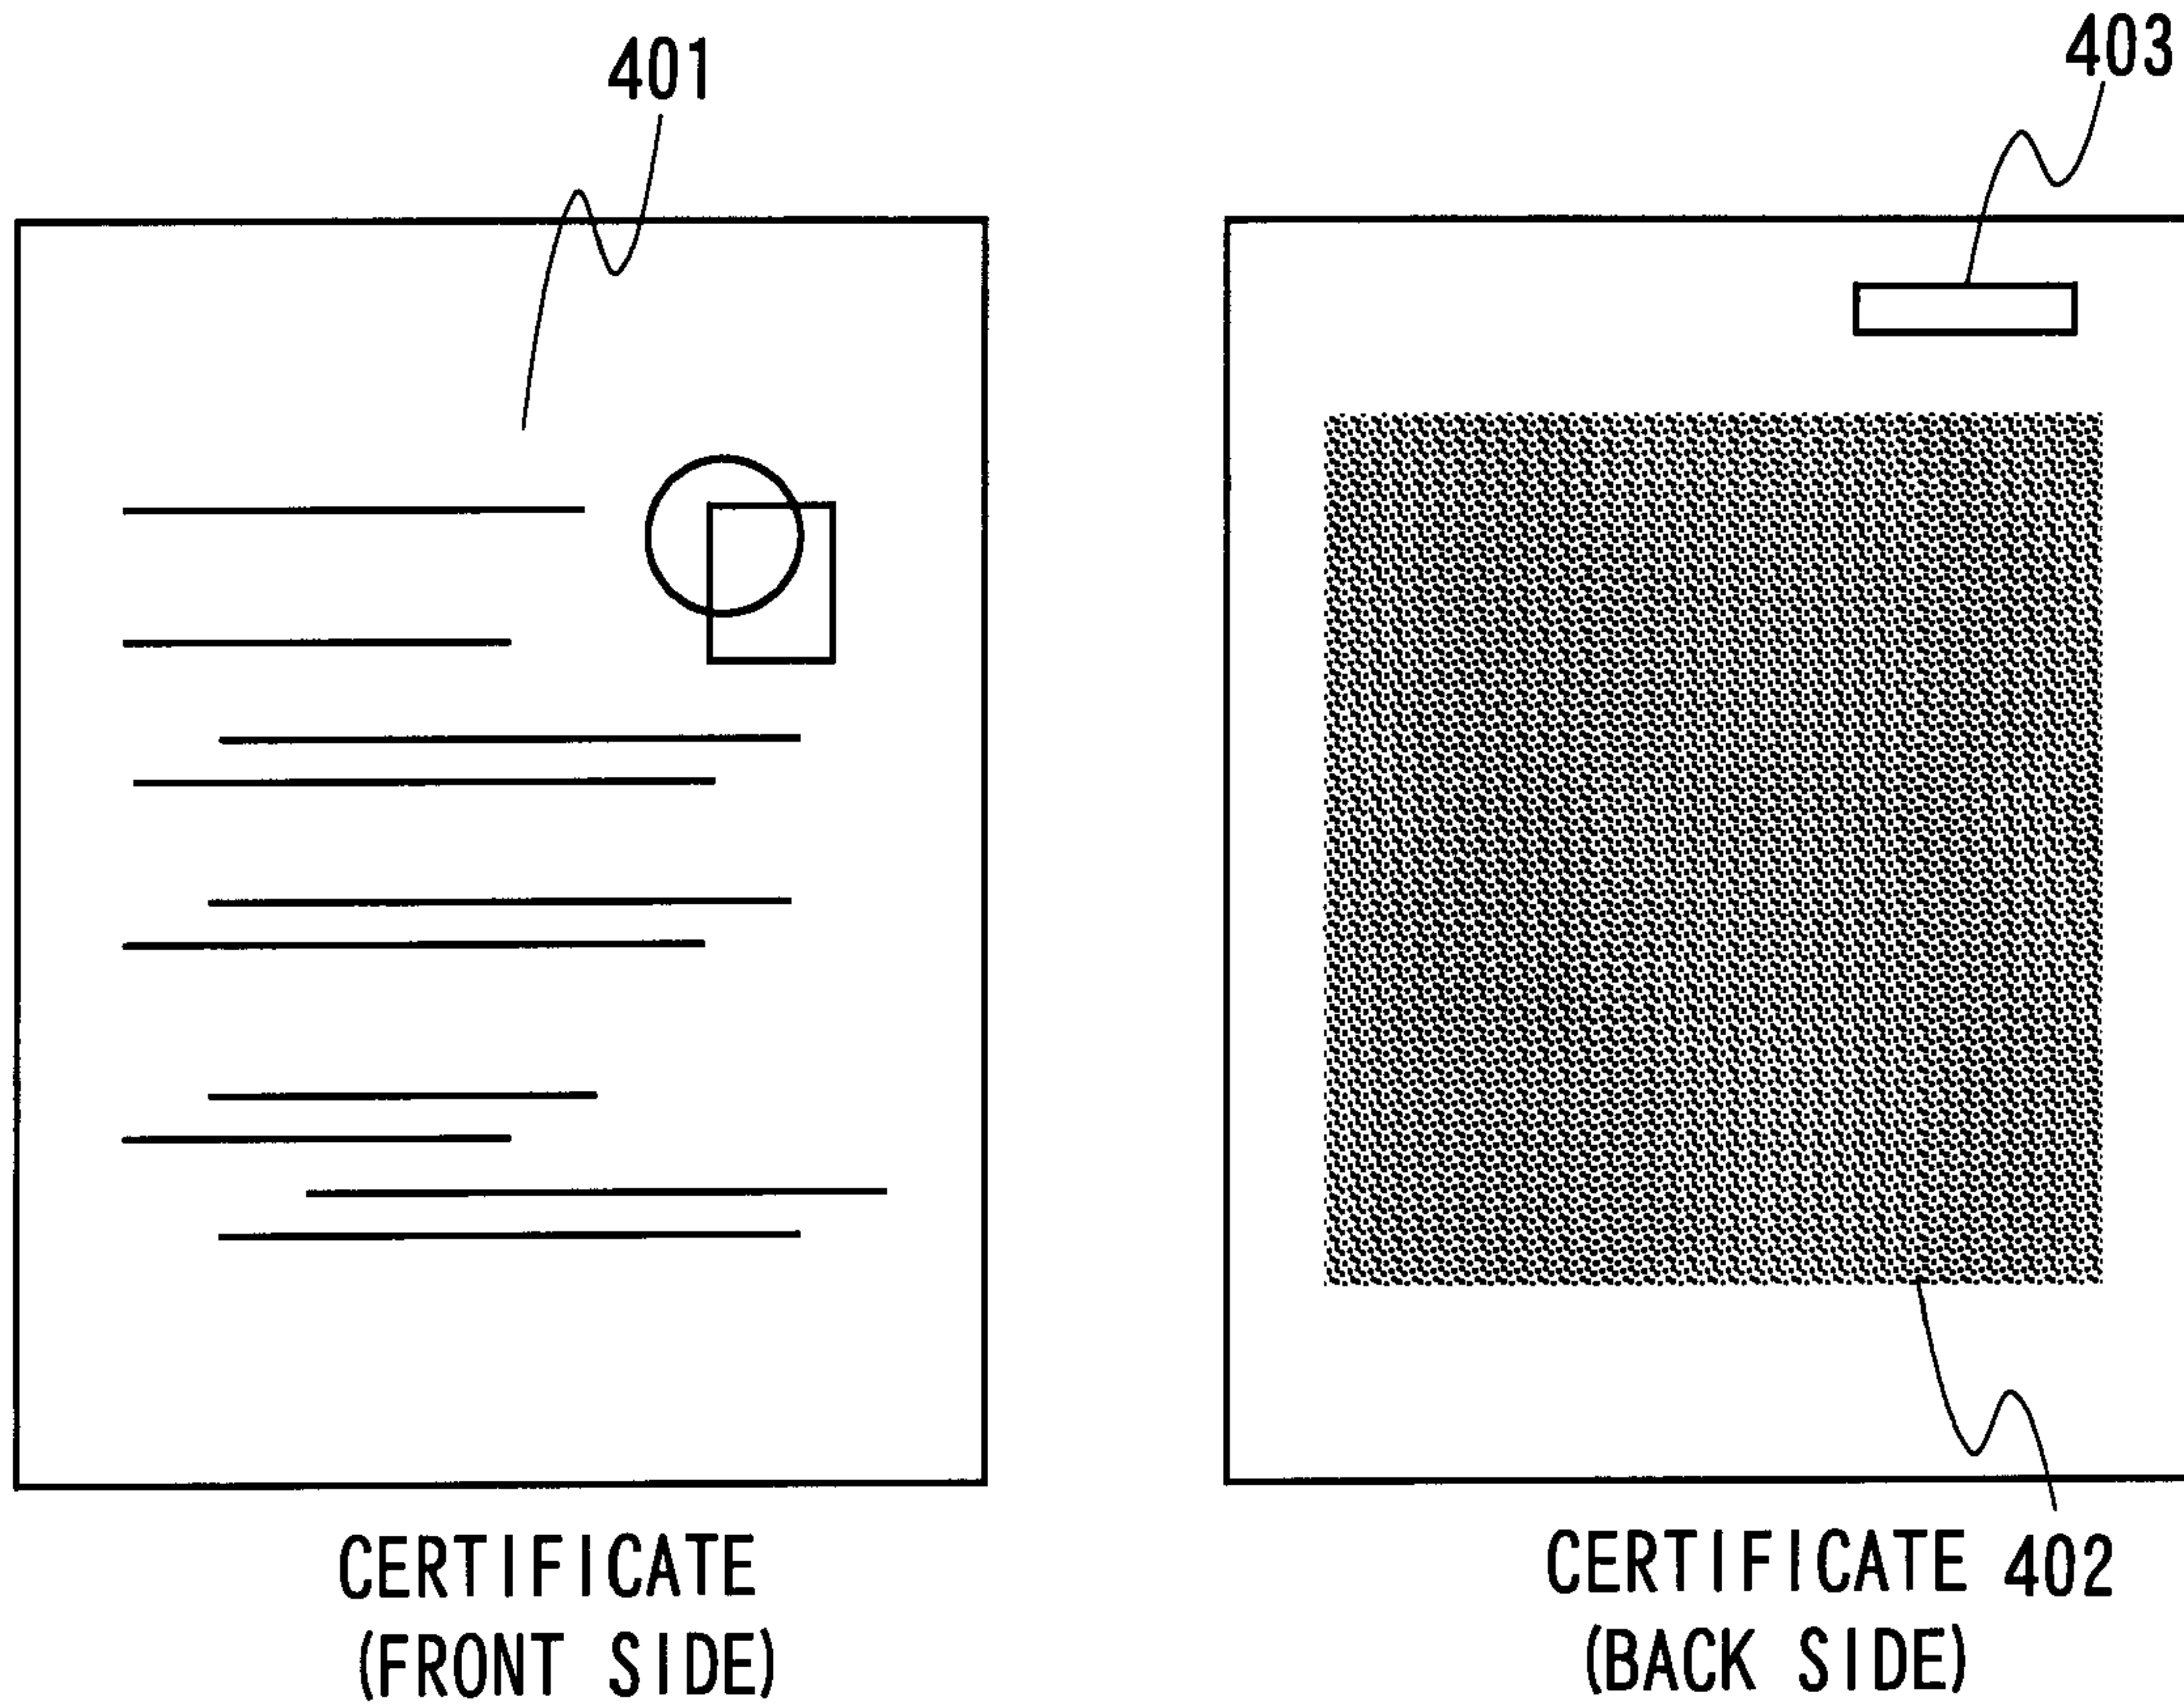 401
403
CERTIFICATE
(FRONT SIDE)
CERTIFICATE 402
(BACK SIDE)